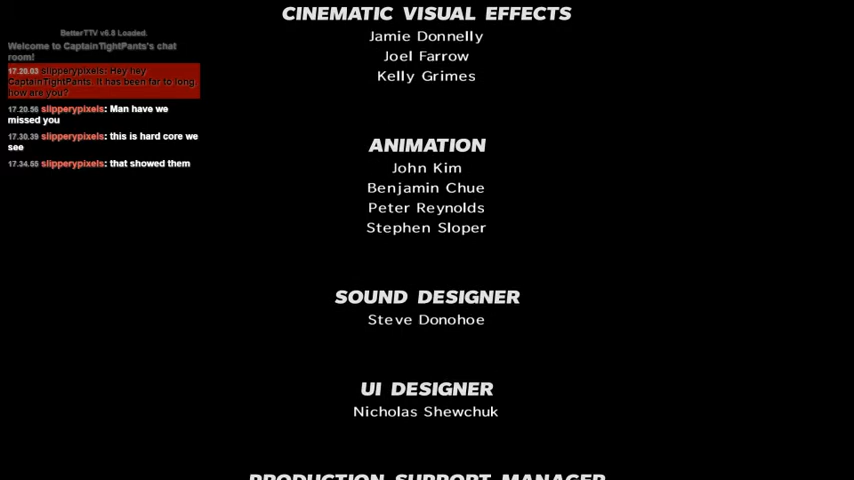 BetterTTV v6.8 Loaded.
Welcome to CaptainTightPants's chat
room!
17.20.03 slipperypixels: Hey hey
CaptainTightPants. It has been far to long.
how are you?
17.20.56 slipperypixels: Man have we
missed you
17.30.39 slipperypixels: this is hard core we
see
17.34.55 slipperypixels: that showed them
CINEMATIC VISUAL EFFECTS
Jamie Donnelly
Joel Farrow
Kelly Grimes
ANIMATION
John Kim
Benjamin Chue
Peter Reynolds
Stephen Sloper
SOUND DESIGNER
Steve Donohoe
UI DESIGNER
Nicholas Shewchuk
PRODUCTION SUPPORT MANAGER